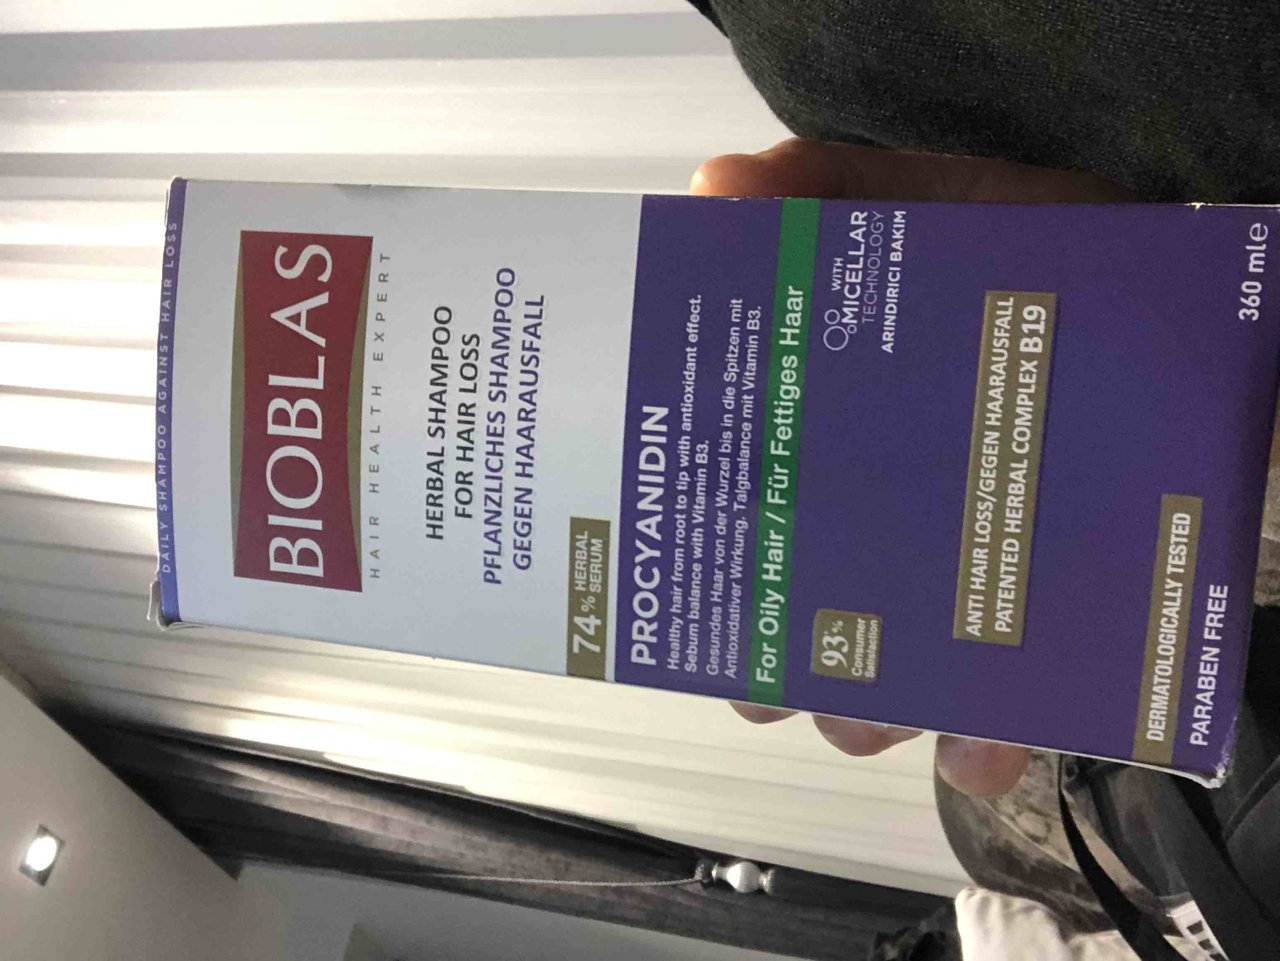 DAILY SHAMPOO AGAINST HAIR LOSS
BIOBLAS
HAIR HEALTH EXPERT
HERBAL SHAMPOO
FOR HAIR LOSS
PFLANZLICHES SHAMPOO
GEGEN HAARAUSFALL
74% HERBAL
SERUM
PROCYANIDIN
Healthy hair from root to tip with antioxidant effect.
Sebum balance with Vitamin B3.
Gesundes Haar von der Wurzel bis in die Spitzen mit
Antioxidativer Wirkung. Talgbalance mit Vitamin B3.
For Oily Hair / Für Fettiges Haar
93% Consumer
Satisfaction
WITH
MICELLAR
TECHNOLOGY
ARINDIRICI BAKIM
ANTI HAIR LOSS/GEGEN HAARAUSFALL
PATENTED HERBAL COMPLEX B19
DERMATOLOGICALLY TESTED
PARABEN FREE
360 mle